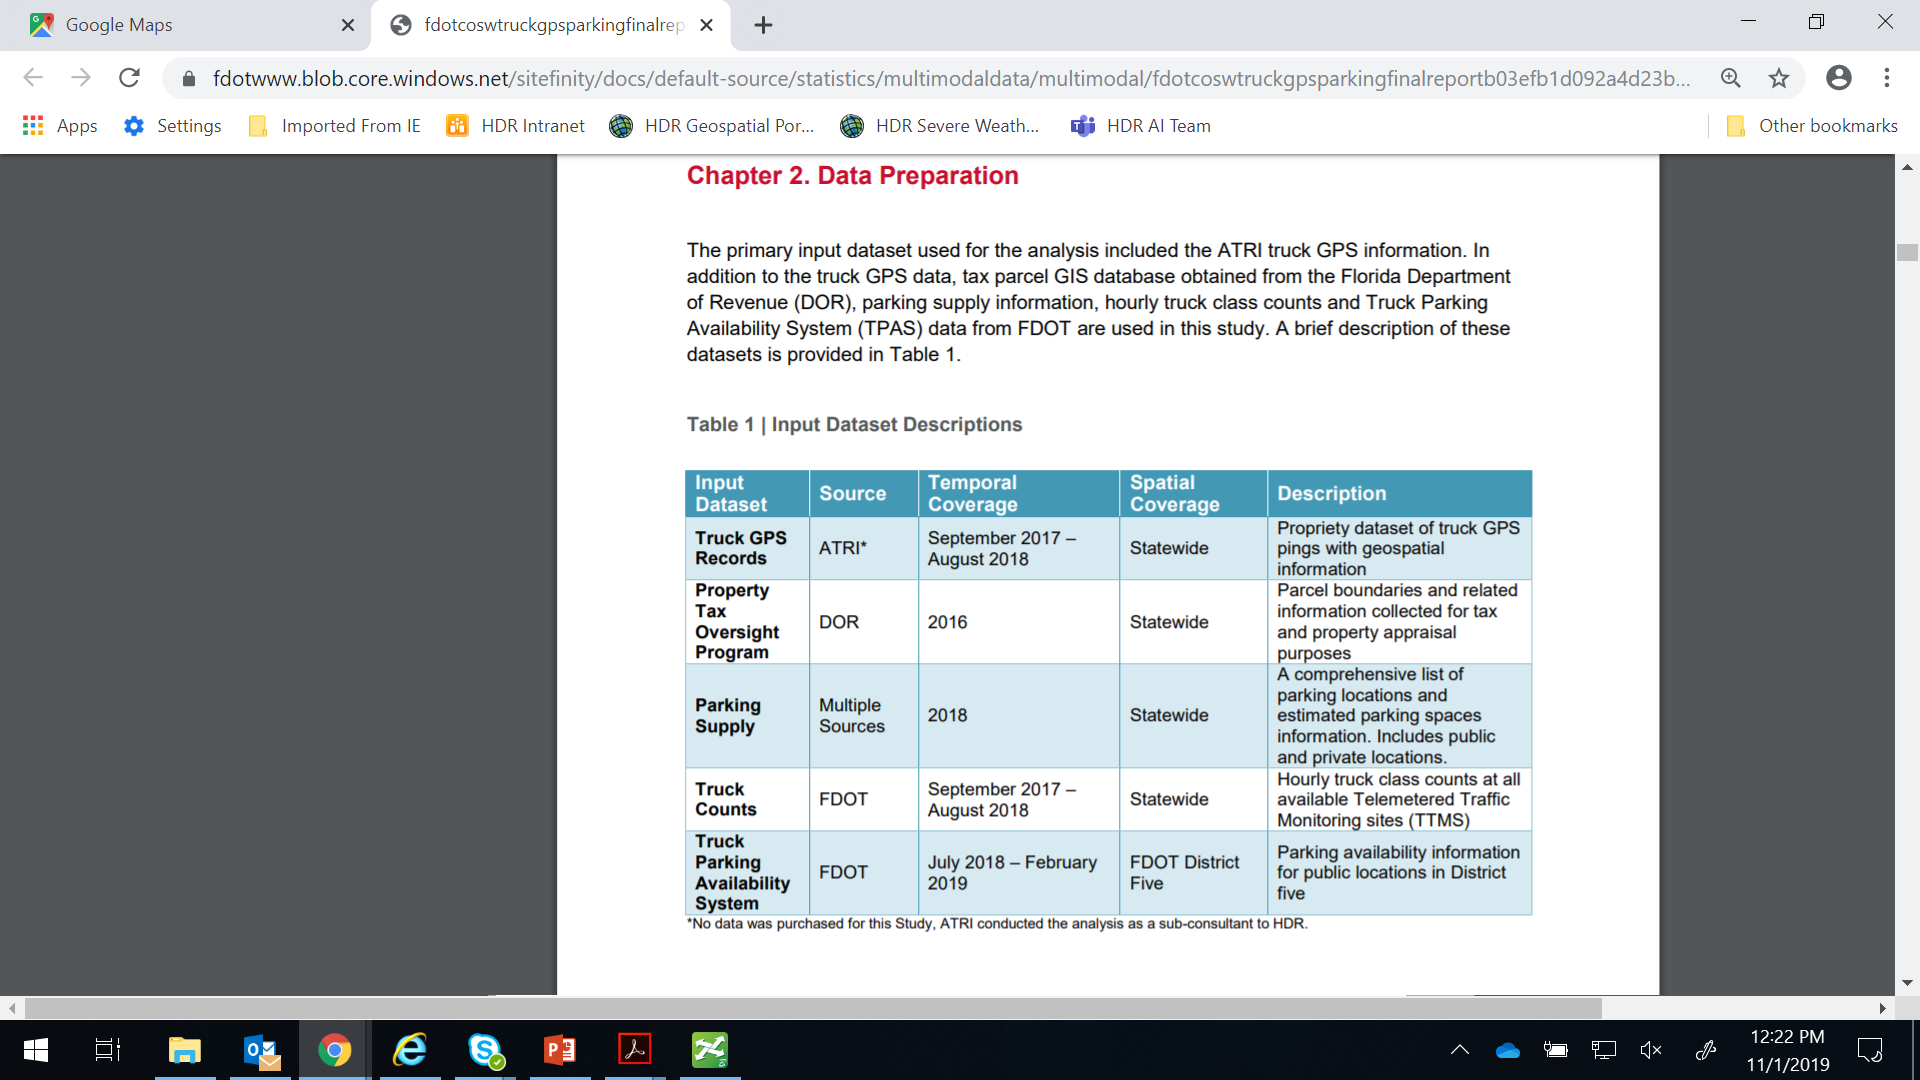 Google Maps
fdotcoswtruckgpsparkingfinalrep
fdotwww.blob.core.windows.net/sitefinity/docs/default-source/statistics/multimodaldata/multimodal/fdotcoswtruckgpsparkingfinalreportb03efb1d092a4d23b...
Apps Settings Imported From IE HDR Intranet HDR Geospatial Por... HDR Severe Weath... HDR AI Team Other bookmarks
Chapter 2. Data Preparation
The primary input dataset used for the analysis included the ATRI truck GPS information. In
addition to the truck GPS data, tax parcel GIS database obtained from the Florida Department
of Revenue (DOR), parking supply information, hourly truck class counts and Truck Parking
Availability System (TPAS) data from FDOT are used in this study. A brief description of these
datasets is provided in Table 1.
Table 1 | Input Dataset Descriptions
Input
Dataset
Source
Temporal
Coverage
Spatial
Coverage
Description
Truck GPS
Records
ATRI*
September 2017 –
August 2018
Statewide
Propriety dataset of truck GPS
pings with geospatial
information
Property
Tax
Oversight
Program
DOR
2016
Statewide
Parcel boundaries and related
information collected for tax
and property appraisal
purposes
Parking
Supply
Multiple
Sources
2018
Statewide
A comprehensive list of
parking locations and
estimated parking spaces
information. Includes public
and private locations.
Truck
Counts
FDOT
September 2017 –
August 2018
Statewide
Hourly truck class counts at all
available Telemetered Traffic
Monitoring sites (TTMS)
Truck
Parking
Availability
System
FDOT
July 2018 – February
2019
FDOT District
Five
Parking availability information
for public locations in District
five
*No data was purchased for this Study, ATRI conducted the analysis as a sub-consultant to HDR.
12:22 PM
11/1/2019